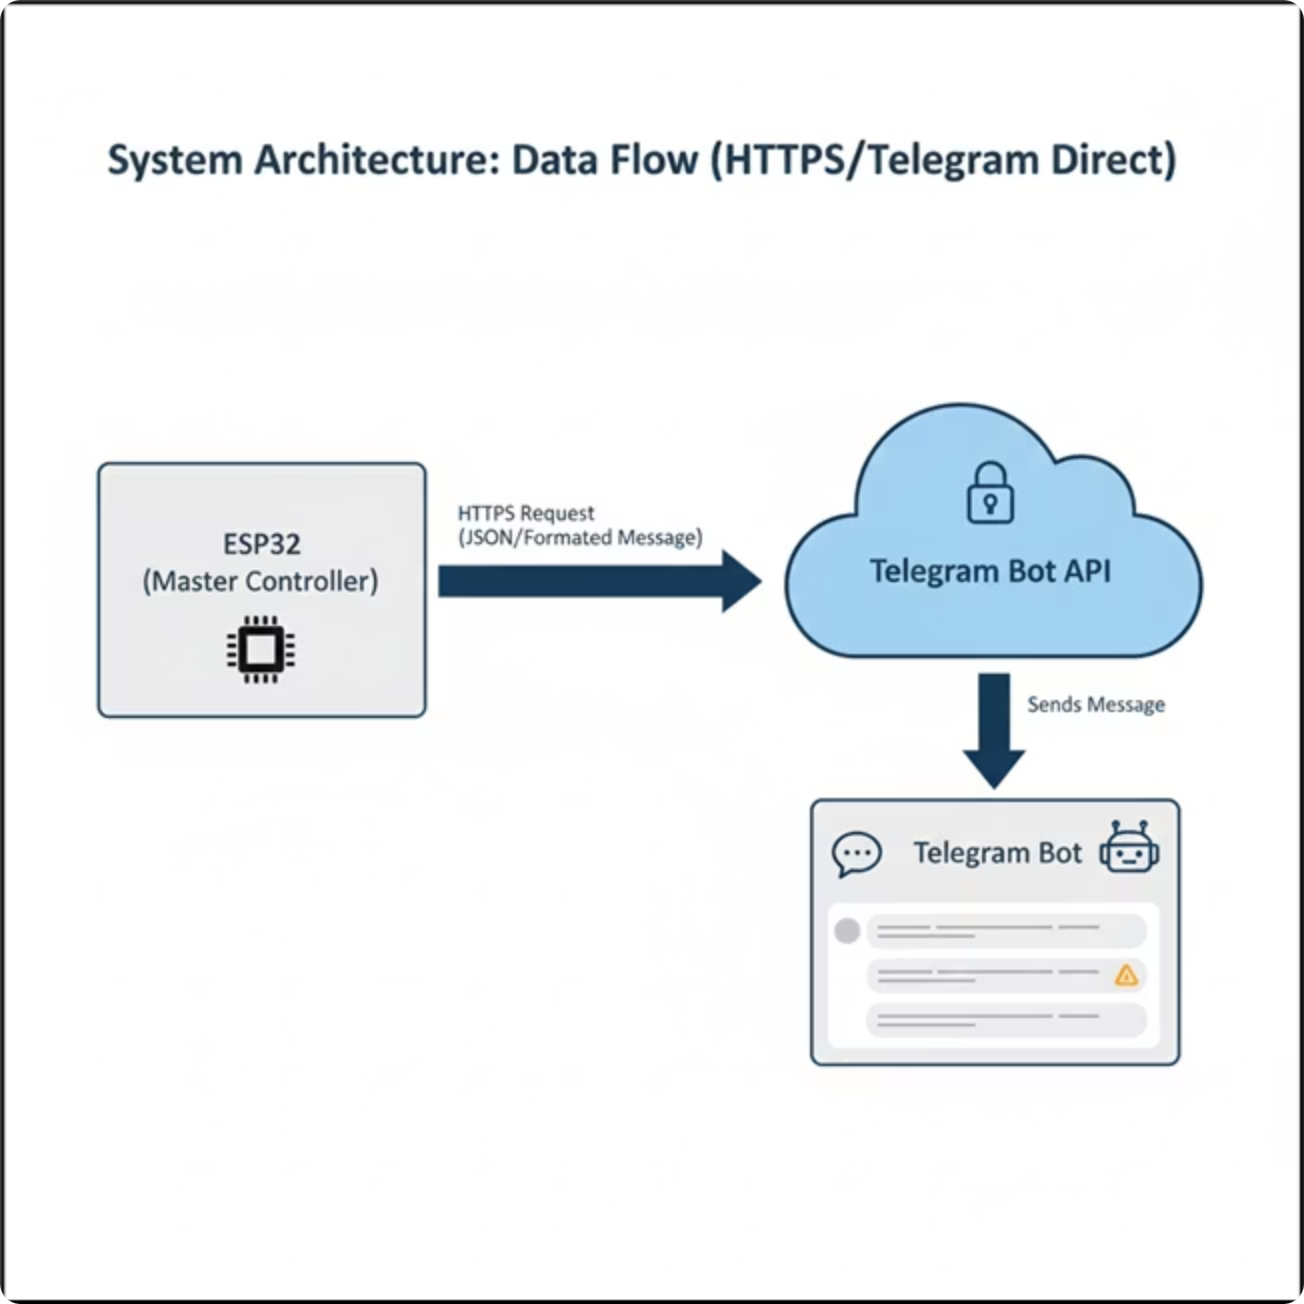 System Architecture: Data Flow (HTTPS/Telegram Direct)
ESP32
(Master Controller)
HTTPS Request
(JSON/Formated Message)
Telegram Bot API
Sends Message
Telegram Bot